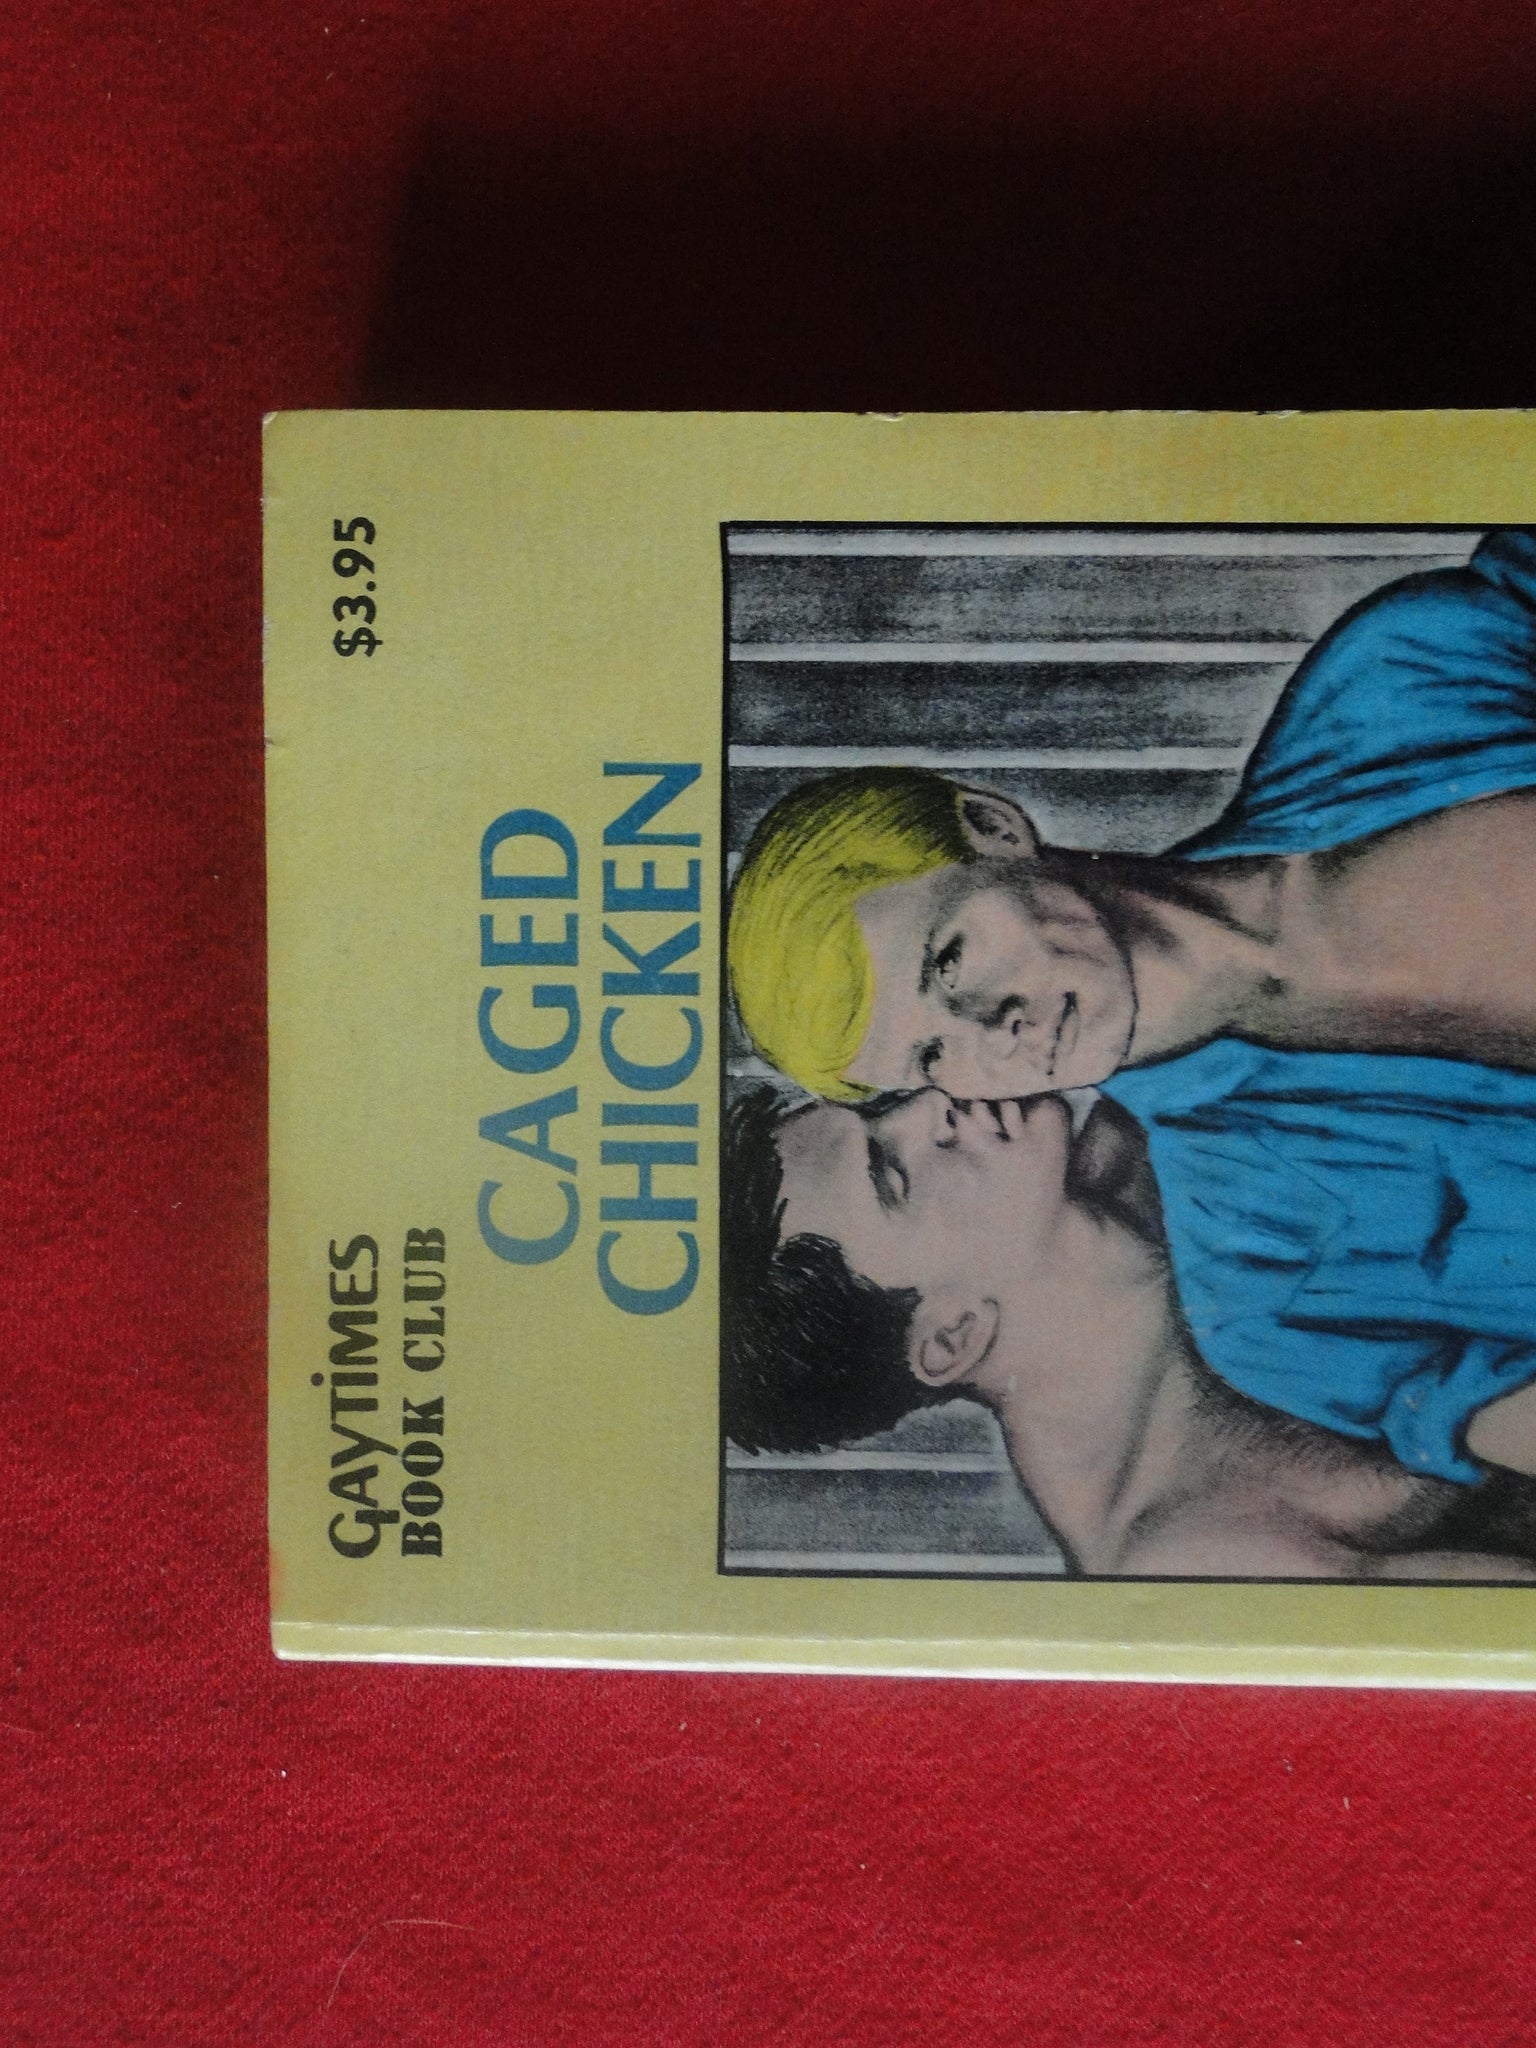 GAYTIMES
BOOK CLUB
$3.95
CAGED
CHICKEN